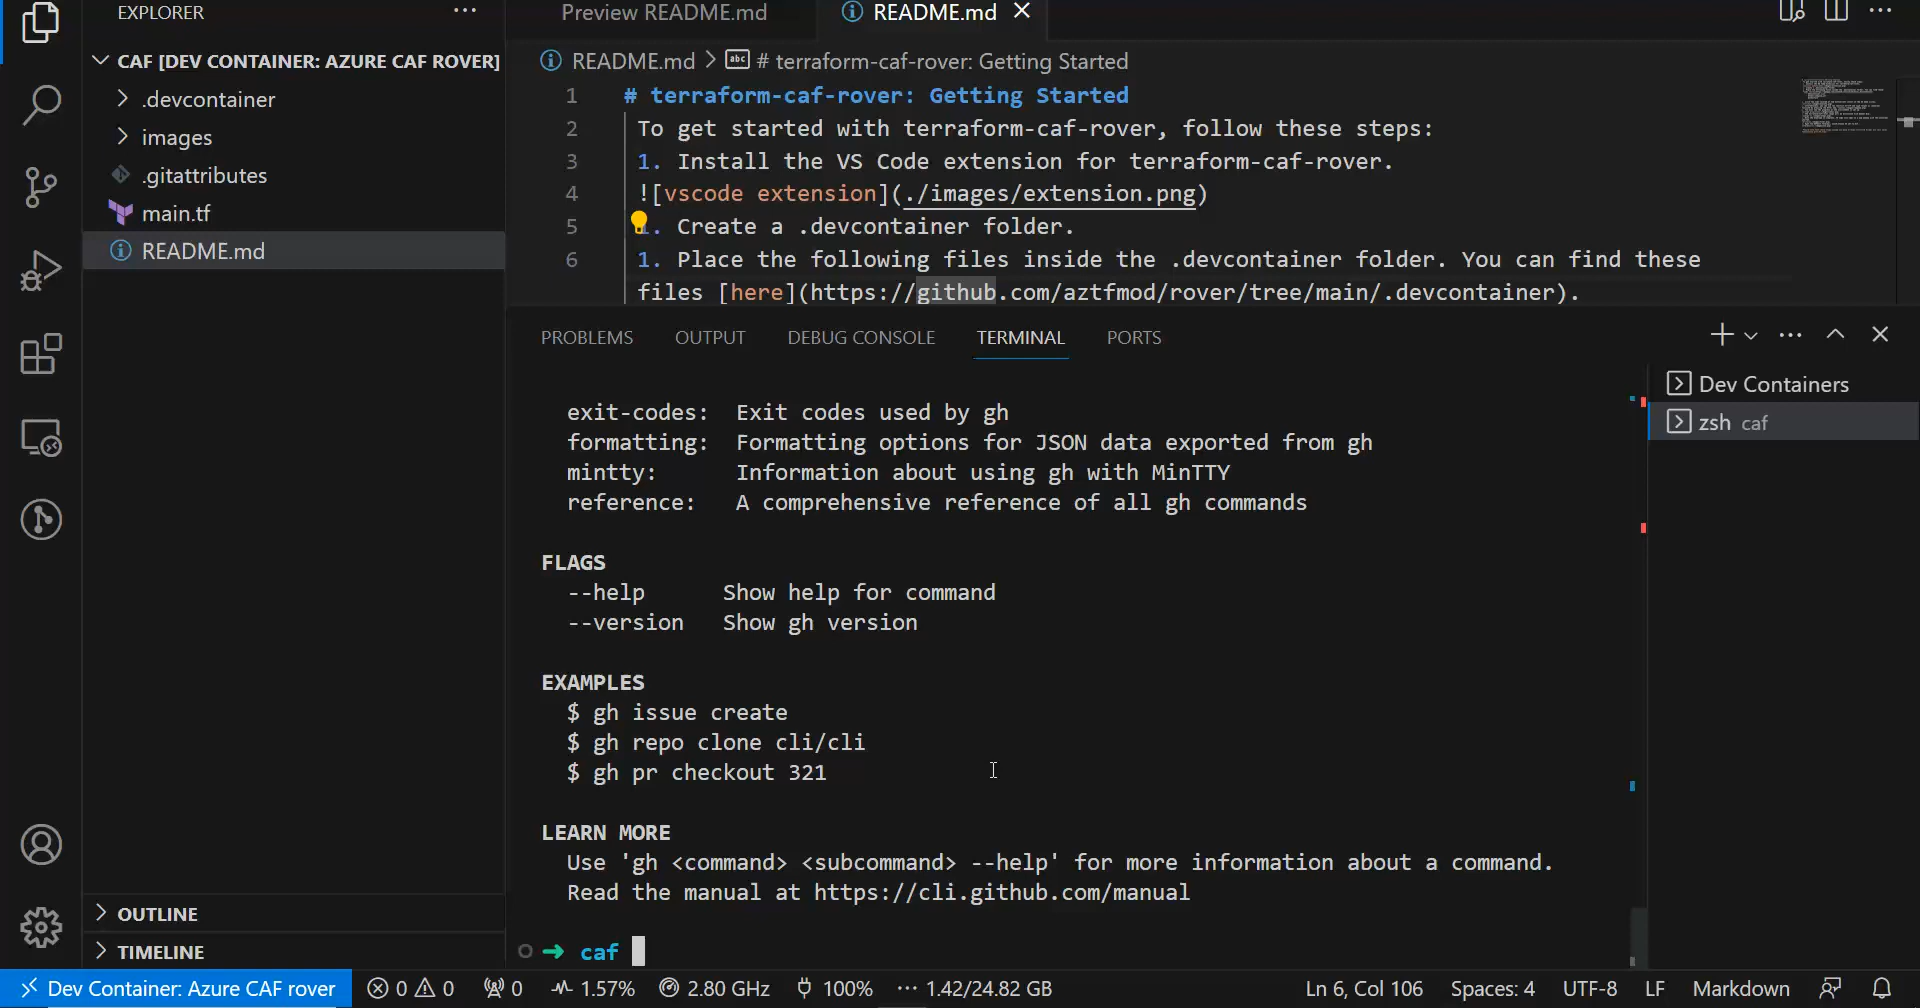 EXPLORER
CAF [DEV CONTAINER: AZURE CAF ROVER]
.devcontainer
images
.gitattributes
main.tf
README.md
OUTLINE
TIMELINE
Preview README.md
README.md
README.md > # terraform-caf-rover: Getting Started
1 # terraform-caf-rover: Getting Started
2 To get started with terraform-caf-rover, follow these steps:
3 1. Install the VS Code extension for terraform-caf-rover.
4 ![vscode extension](./images/extension.png)
5 1. Create a .devcontainer folder.
6 1. Place the following files inside the .devcontainer folder. You can find these
files [here](https://github.com/aztfmod/rover/tree/main/.devcontainer).
PROBLEMS OUTPUT DEBUG CONSOLE TERMINAL PORTS
exit-codes: Exit codes used by gh
formatting: Formatting options for JSON data exported from gh
mintty: Information about using gh with MinTTY
reference: A comprehensive reference of all gh commands
FLAGS
--help Show help for command
--version Show gh version
EXAMPLES
$ gh issue create
$ gh repo clone cli/cli
$ gh pr checkout 321
LEARN MORE
Use 'gh <command> <subcommand> --help' for more information about a command.
Read the manual at https://cli.github.com/manual
➜ caf
Dev Containers
zsh caf
Dev Container: Azure CAF rover 0 0 0 1.57% 2.80 GHz 100% 1.42/24.82 GB Ln 6, Col 106 Spaces: 4 UTF-8 LF Markdown